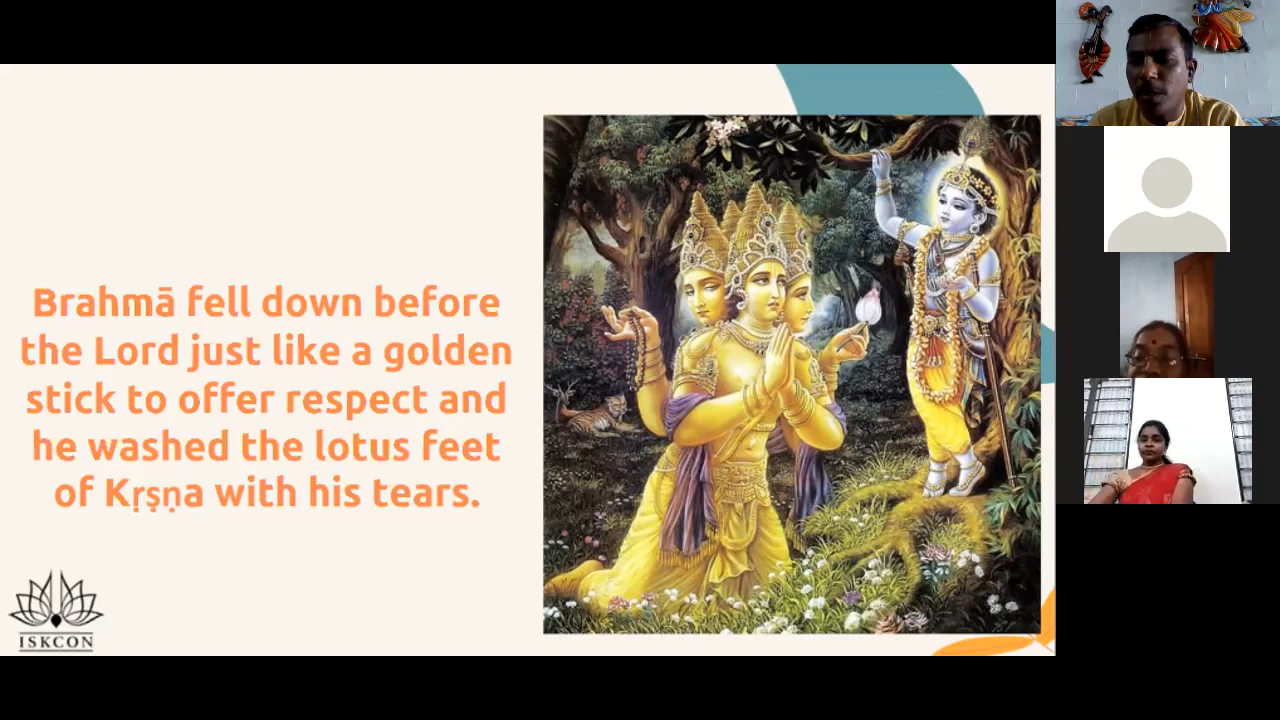 Brahmā fell down before
the Lord just like a golden
stick to offer respect and
he washed the lotus feet
of Kṛṣṇa with his tears.
ISKCON